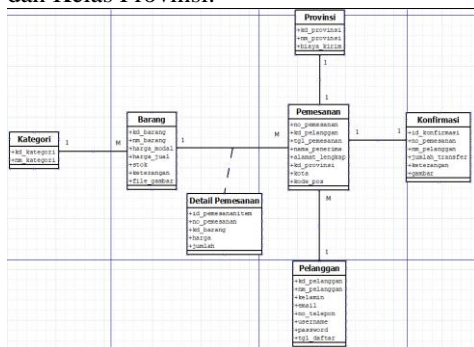 dan Kelas Provinsi.
Provinsi
+kd_provinsi
+nm_provinsi
+biaya_kirim
1
1
Kategori
+kd_kategori
+nm_kategori
1
M
Barang
+kd_barang
+nm_barang
+harga_modal
+harga_jual
+stok
+keterangan
+file_gambar
1
M
Pemesanan
+no_pemesanan
+kd_pelanggan
+tgl_pemesanan
+nama_penerima
+alamat_lengkap
+kd_provinsi
+kota
+kode_pos
1
1
Konfirmasi
+id_konfirmasi
+no_pemesanan
+nm_pelanggan
+jumlah_transfer
+keterangan
+gambar
Detail Pemesanan
+id_pemesananitem
+no_pemesanan
+kd_barang
+harga
+jumlah
M
1
Pelanggan
+kd_pelanggan
+nm_pelanggan
+kelamin
+email
+no_telepon
+username
+password
+tgl_daftar